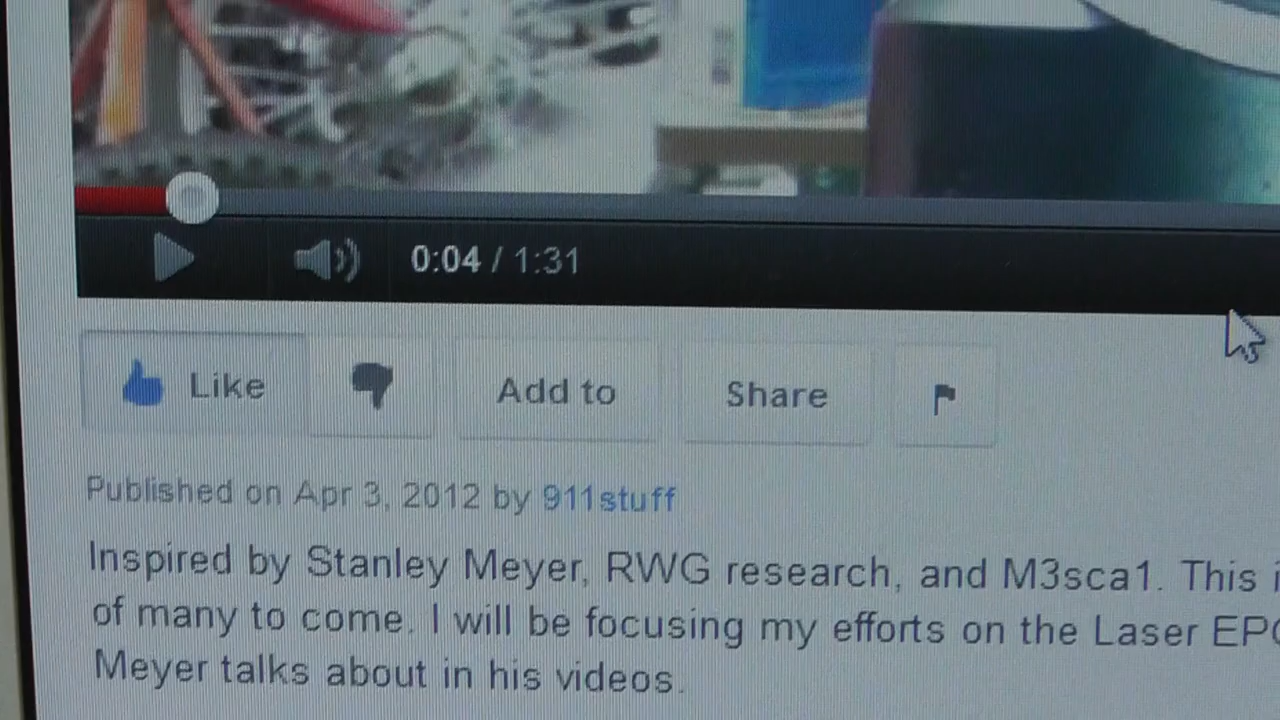 0:04 / 1:31
Like
Add to
Share
Published on Apr 3, 2012 by 911stuff
Inspired by Stanley Meyer, RWG research, and M3sca1. This
of many to come. I will be focusing my efforts on the Laser
Meyer talks about in his videos.